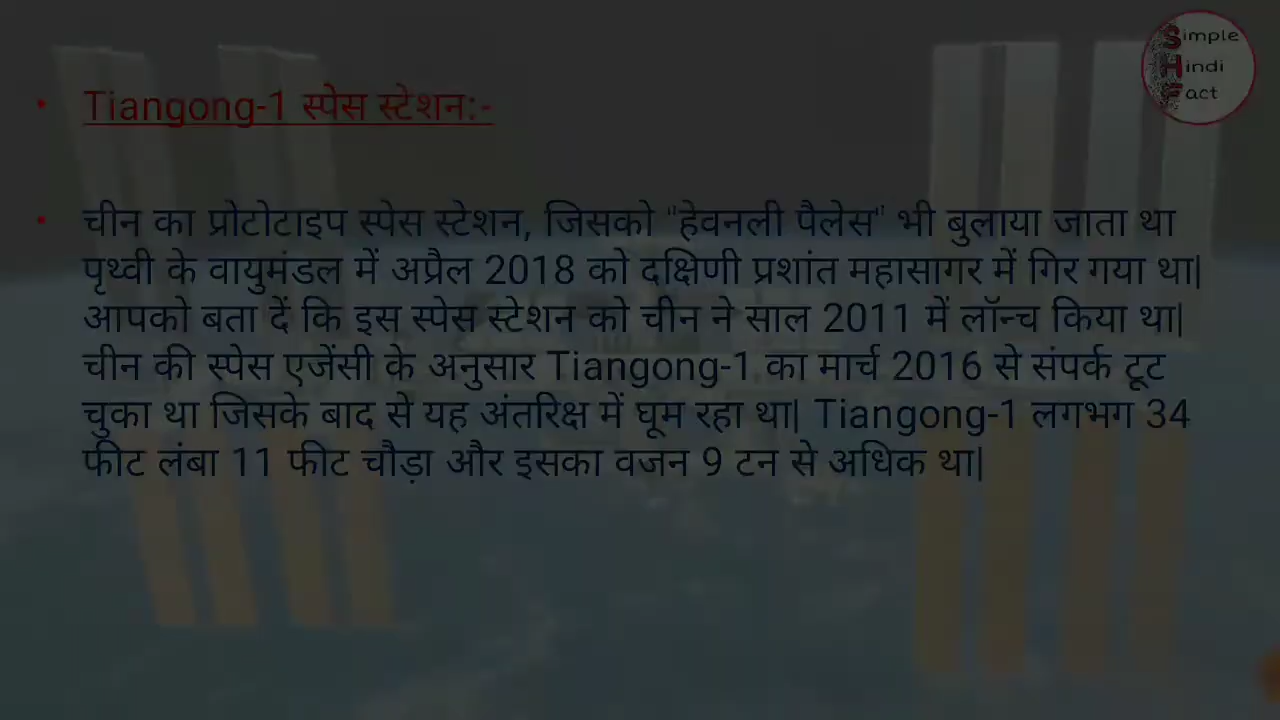 Simple
Hindi
Fact
• Tiangong-1 स्पेस स्टेशन:-
• चीन का प्रोटोटाइप स्पेस स्टेशन, जिसको "हेवनली पैलेस" भी बुलाया जाता था
पृथ्वी के वायुमंडल में अप्रैल 2018 को दक्षिणी प्रशांत महासागर में गिर गया था|
आपको बता दें कि इस स्पेस स्टेशन को चीन ने साल 2011 में लॉन्च किया था|
चीन की स्पेस एजेंसी के अनुसार Tiangong-1 का मार्च 2016 से संपर्क टूट
चुका था जिसके बाद से यह अंतरिक्ष में घूम रहा था| Tiangong-1 लगभग 34
फीट लंबा 11 फीट चौड़ा और इसका वजन 9 टन से अधिक था|